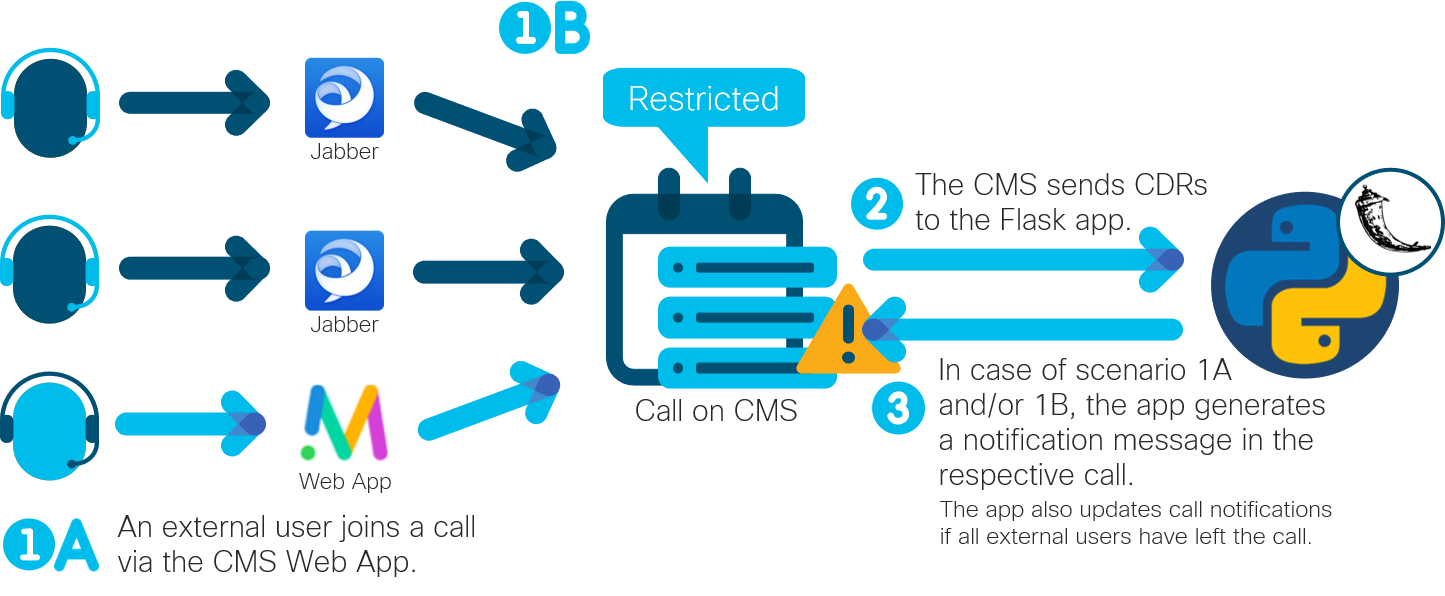 1B
Restricted
Jabber
Jabber
Web App
1A
An external user joins a call
via the CMS Web App.
Call on CMS
2
The CMS sends CDRs
to the Flask app.
3
In case of scenario 1A
and/or 1B, the app generates
a notification message in the
respective call.
The app also updates call notifications
if all external users have left the call.